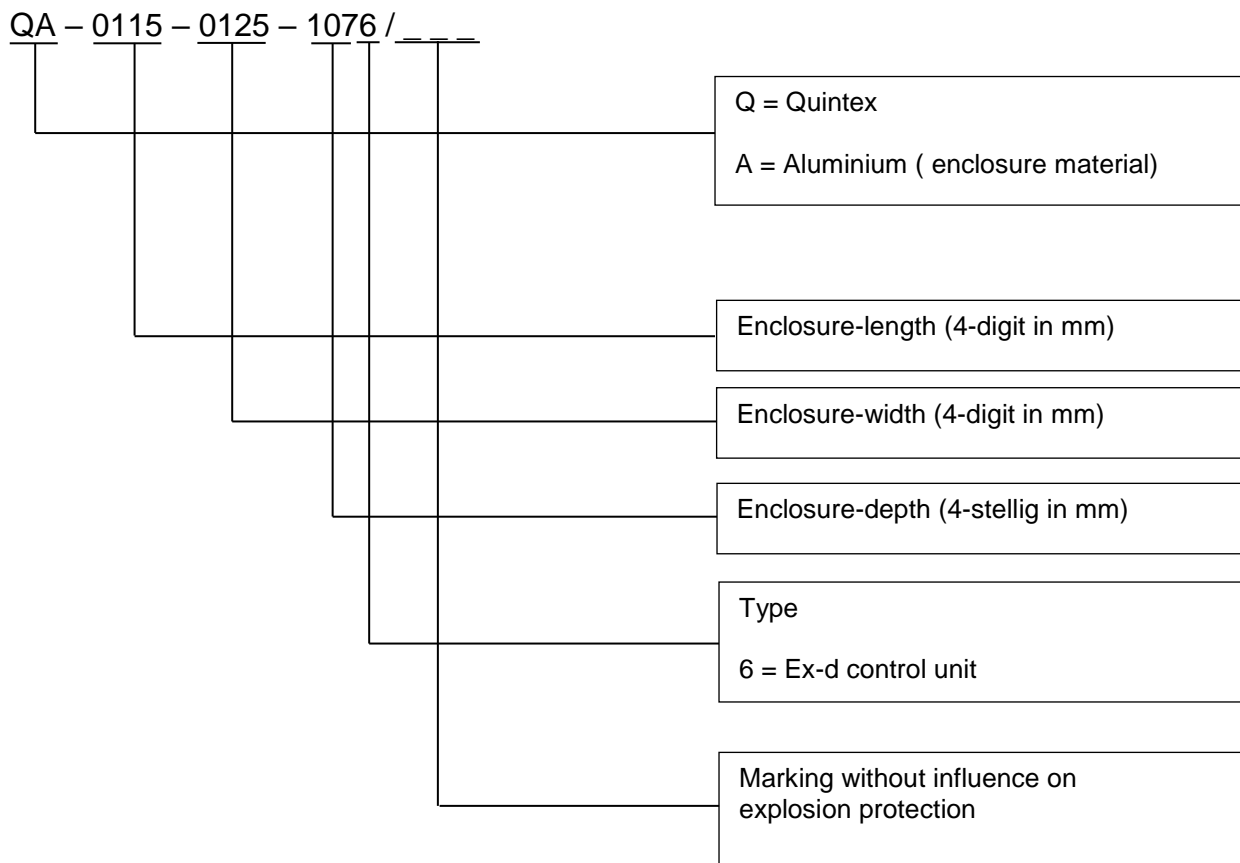 QA – 0115 – 0125 – 1076 / _ _ _
Q = Quintex
A = Aluminium ( enclosure material)
Enclosure-length (4-digit in mm)
Enclosure-width (4-digit in mm)
Enclosure-depth (4-stellig in mm)
Type
6 = Ex-d control unit
Marking without influence on
explosion protection